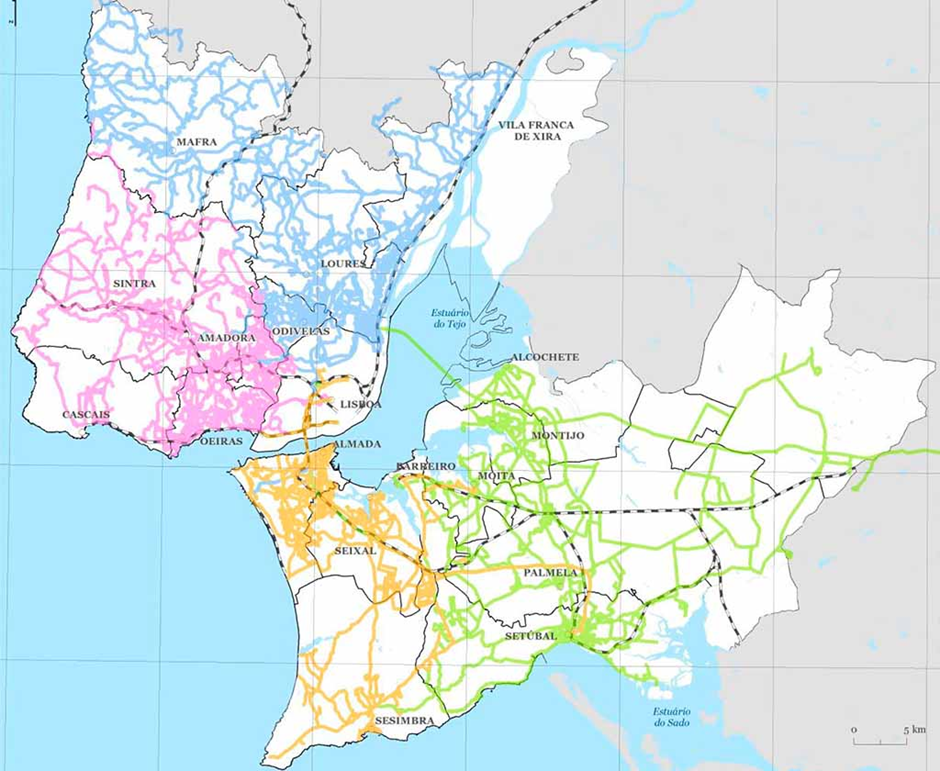 MAFRA
VILA FRANCA
DE XIRA
LOURES
SINTRA
Estuário
do Tejo
ODIVELAS
AMADORA
ALCOCHETE
LISBOA
CASCAIS
OEIRAS
MONTIJO
ALMADA
BARREIRO
MOITA
SEIXAL
PALMELA
SETÚBAL
SESIMBRA
Estuário
do Sado
0 5 km